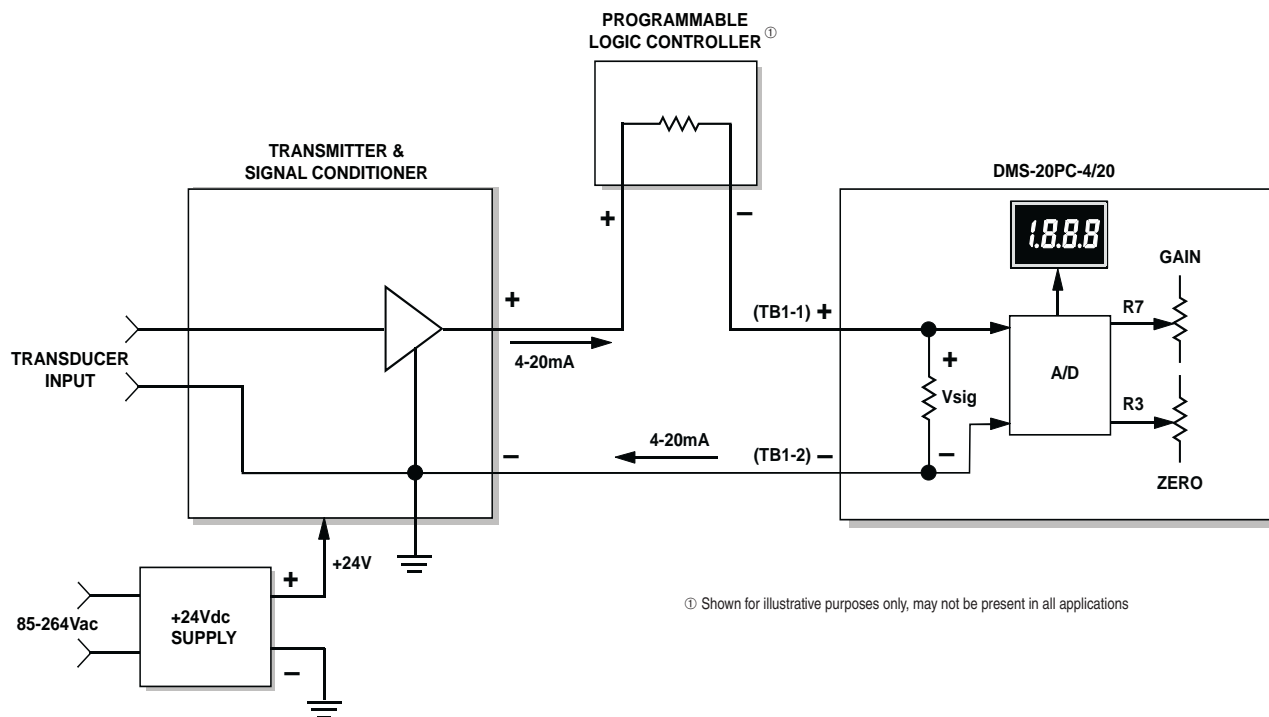 PROGRAMMABLE
LOGIC CONTROLLER ①
TRANSMITTER &
SIGNAL CONDITIONER
DMS-20PC-4/20
+
–
1.8.8.8
GAIN
+
(TB1-1) +
R7
4-20mA
TRANSDUCER
INPUT
+
Vsig
A/D
R3
–
4-20mA
(TB1-2) –
–
ZERO
+24V
+
85-264Vac
+24Vdc
SUPPLY
–
① Shown for illustrative purposes only, may not be present in all applications